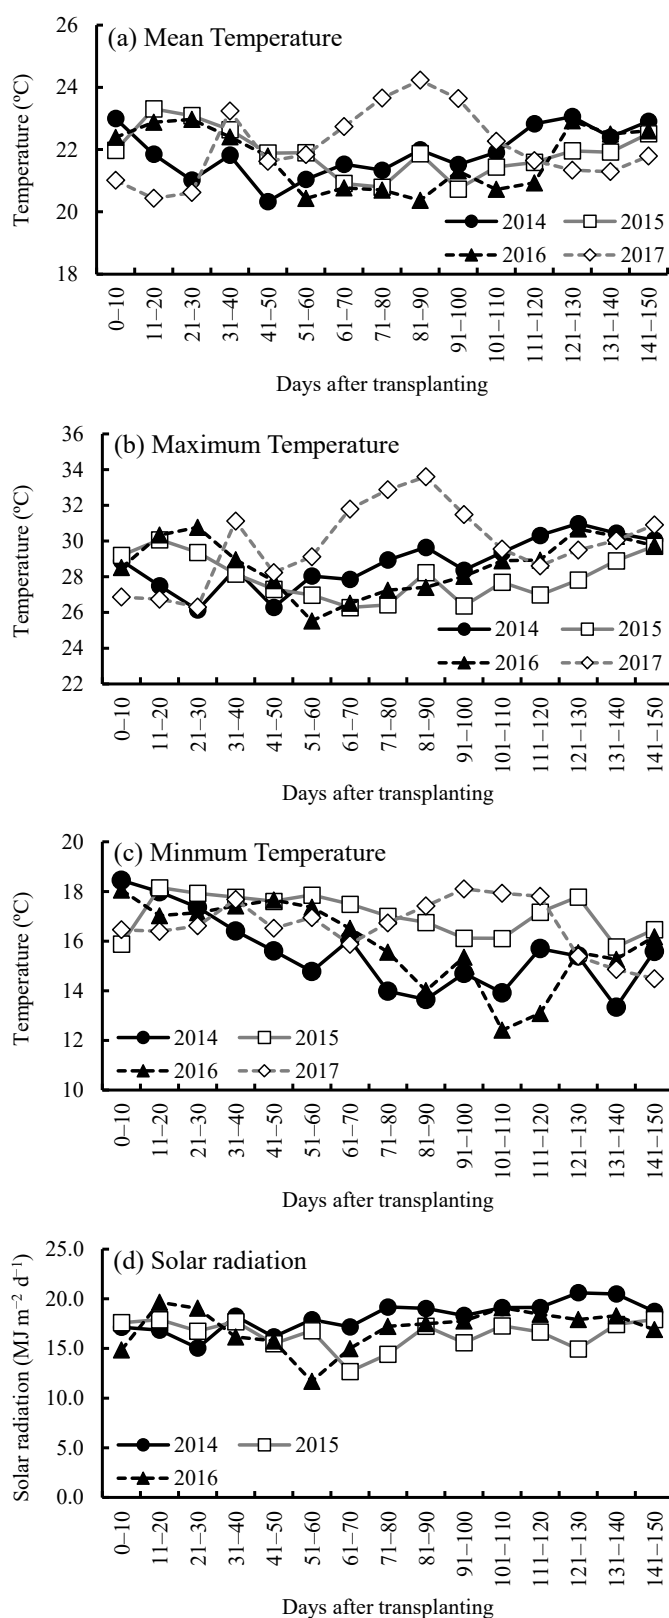 (a) Mean Temperature
Temperature (ºC)
26
24
22
20
18
2014 2015
2016 2017
0–10 11–20 21–30 31–40 41–50 51–60 61–70 71–80 81–90 91–100 101–110 111–120 121–130 131–140 141–150
Days after transplanting
(b) Maximum Temperature
Temperature (ºC)
36
34
32
30
28
26
24
22
2014 2015
2016 2017
0–10 11–20 21–30 31–40 41–50 51–60 61–70 71–80 81–90 91–100 101–110 111–120 121–130 131–140 141–150
Days after transplanting
(c) Minmum Temperature
Temperature (ºC)
20
18
16
14
12
10
2014 2015
2016 2017
0–10 11–20 21–30 31–40 41–50 51–60 61–70 71–80 81–90 91–100 101–110 111–120 121–130 131–140 141–150
Days after transplanting
(d) Solar radiation
Solar radiation (MJ m⁻² d⁻¹)
25.0
20.0
15.0
10.0
5.0
0.0
2014 2015
2016
0–10 11–20 21–30 31–40 41–50 51–60 61–70 71–80 81–90 91–100 101–110 111–120 121–130 131–140 141–150
Days after transplanting